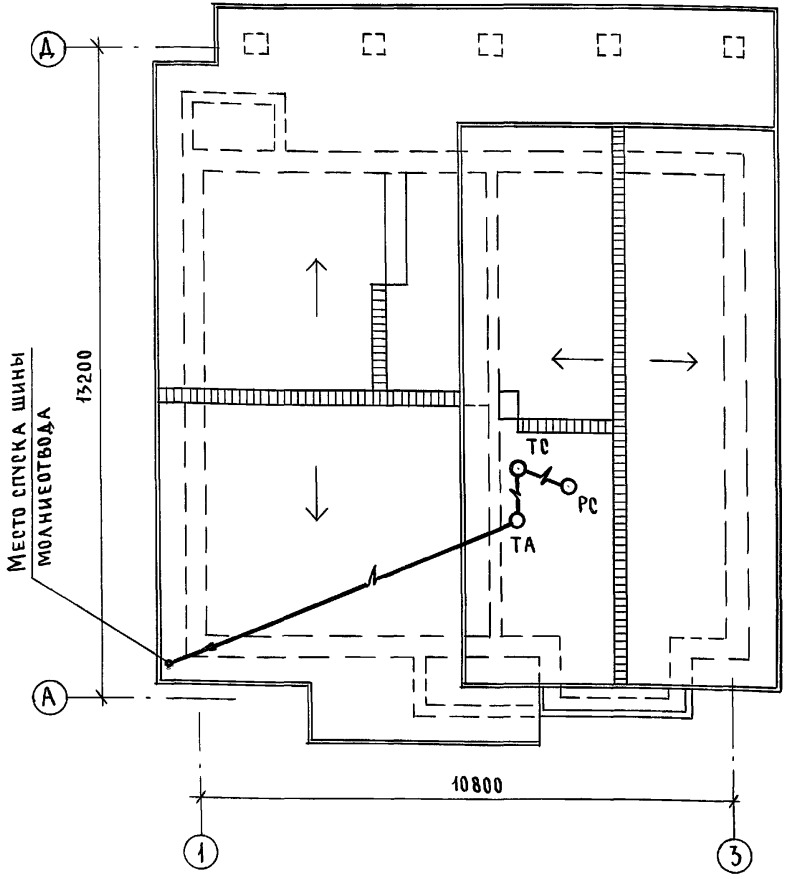 Д
13200
МЕСТО СПУСКА ШИНЫ
МОЛНИЕОТВОДА
ТС
РС
ТА
А
10800
1
3